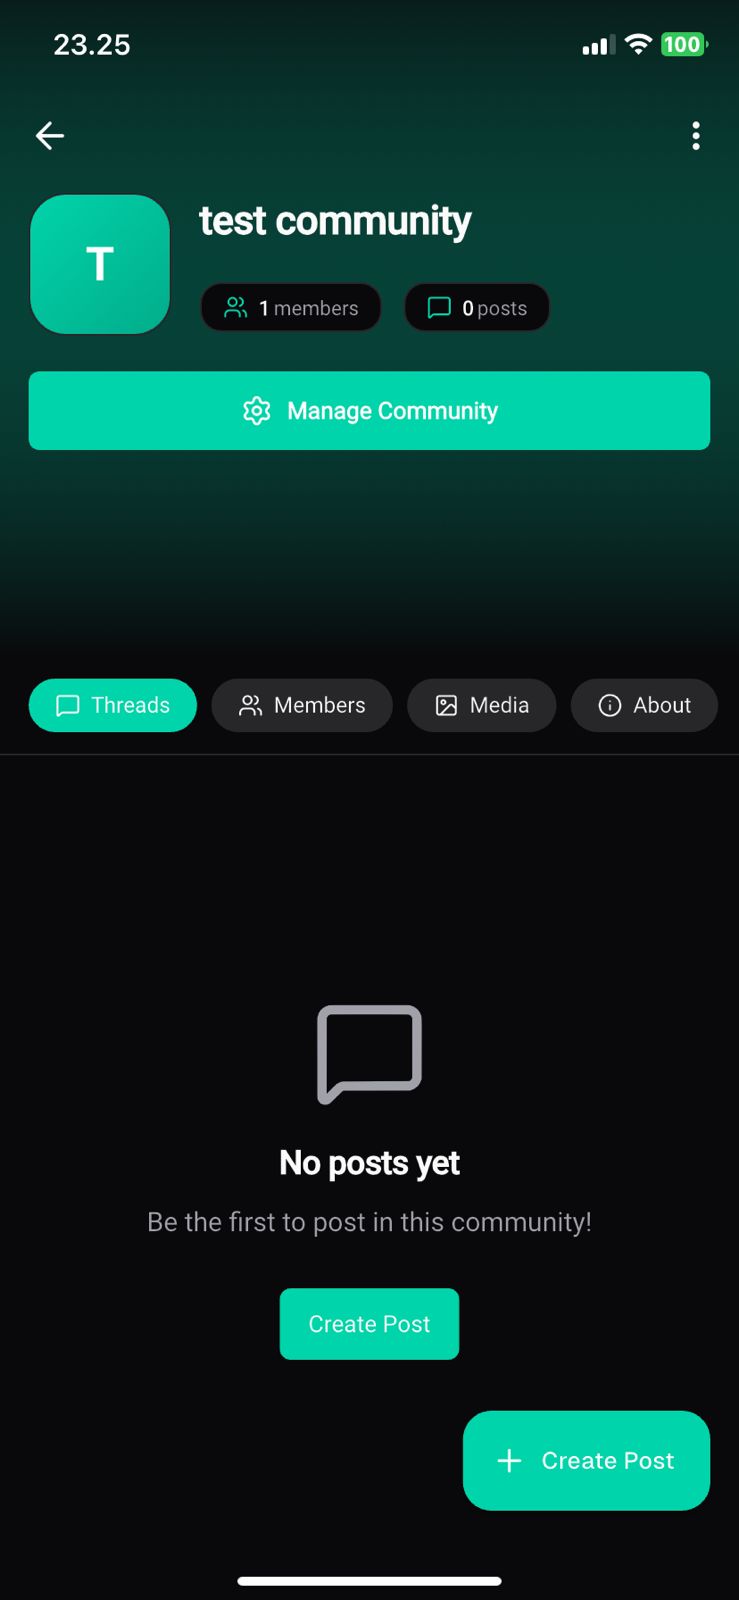 23.25
100
T
test community
1 members
0 posts
Manage Community
Threads
Members
Media
About
No posts yet
Be the first to post in this community!
Create Post
+ Create Post